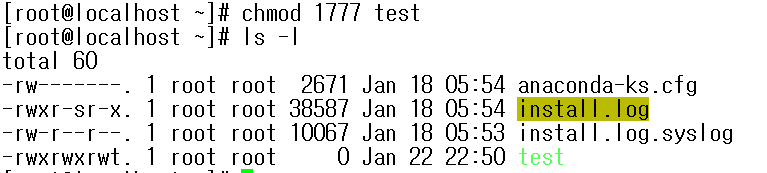 [root@localhost ~]# chmod 1777 test
[root@localhost ~]# ls -l
total 60
-rw-------. 1 root root  2671 Jan 18 05:54 anaconda-ks.cfg
-rwxr-sr-x. 1 root root 38587 Jan 18 05:54 install.log
-rw-r--r--. 1 root root 10067 Jan 18 05:53 install.log.syslog
-rwxrwxrwt. 1 root root     0 Jan 22 22:50 test
[root@localhost ~]#